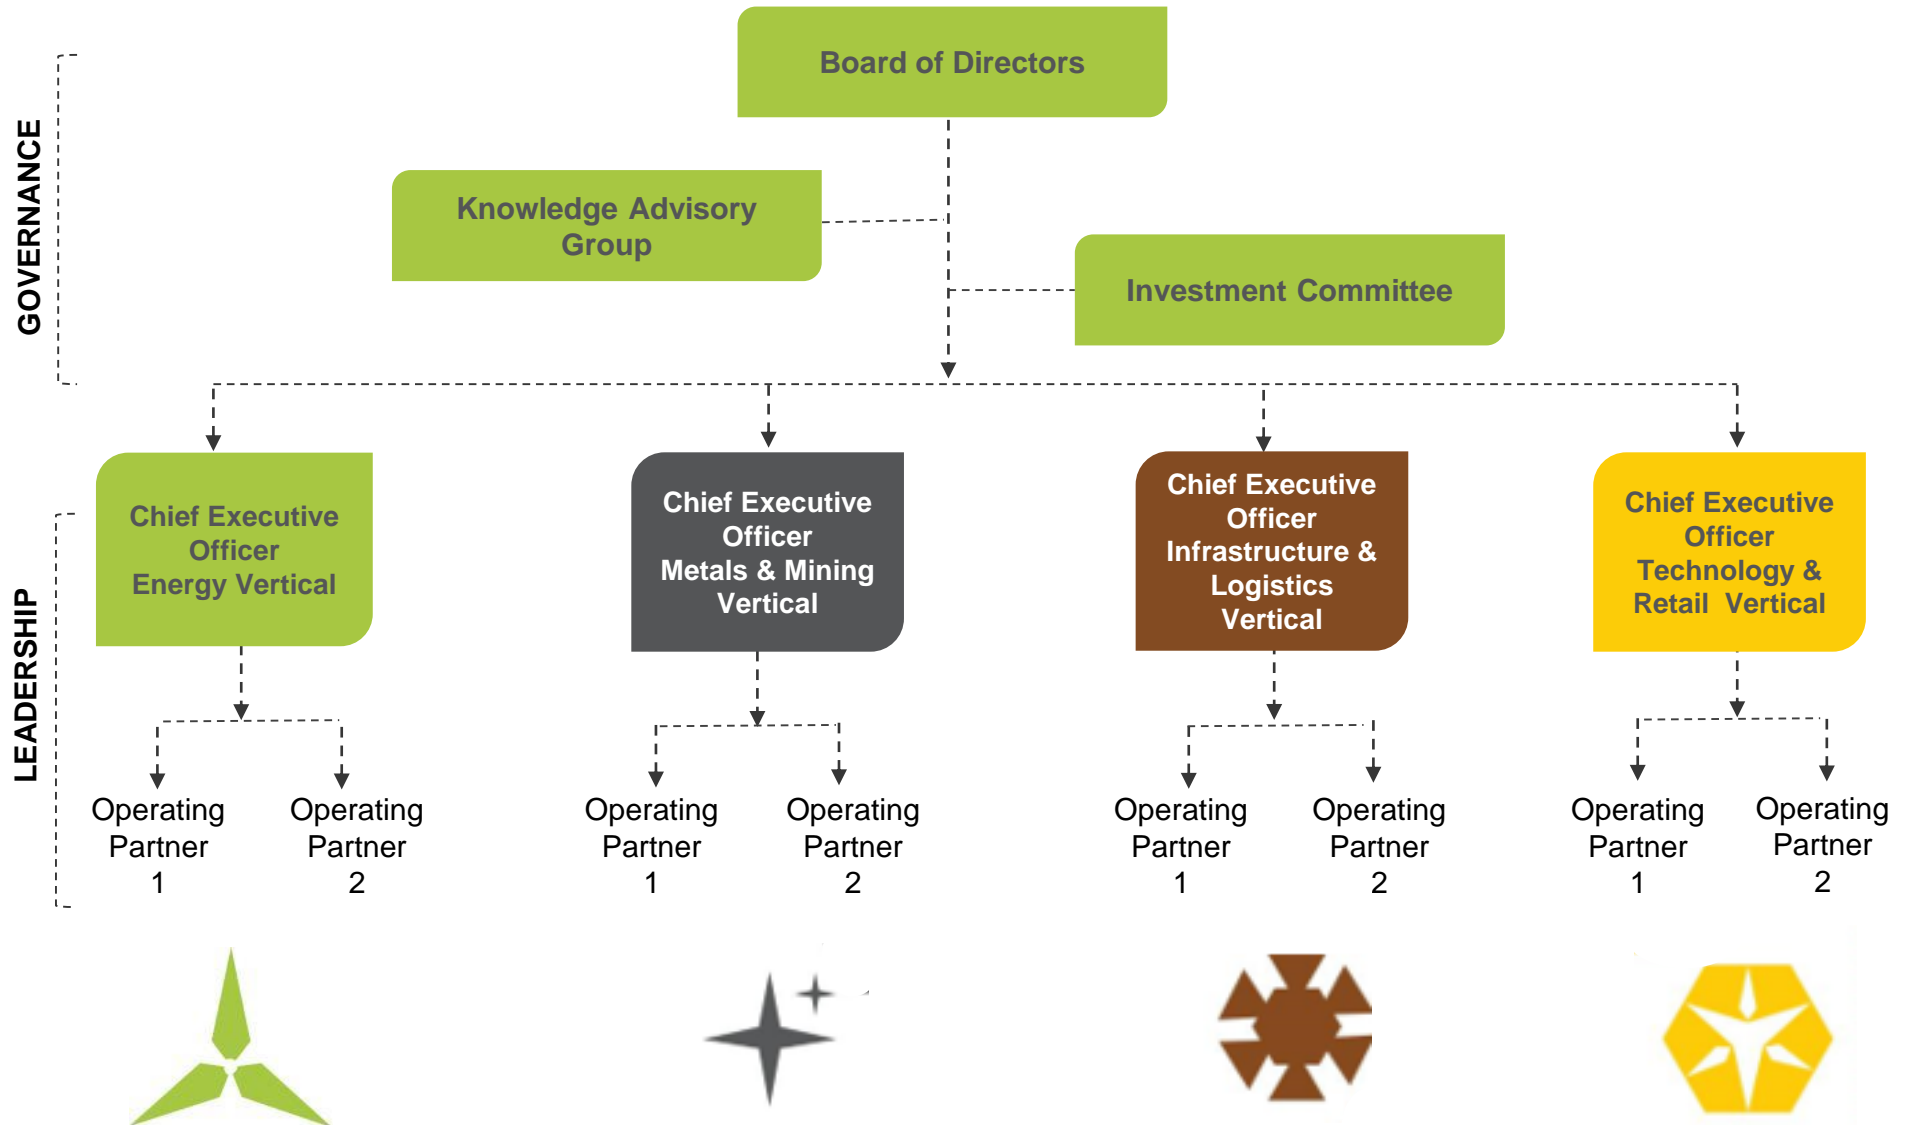 Board of Directors
GOVERNANCE
Knowledge Advisory
Group
Investment Committee
LEADERSHIP
Chief Executive
Officer
Energy Vertical
Chief Executive
Officer
Metals & Mining
Vertical
Chief Executive
Officer
Infrastructure &
Logistics
Vertical
Chief Executive
Officer
Technology &
Retail Vertical
Operating
Partner
1
Operating
Partner
2
Operating
Partner
1
Operating
Partner
2
Operating
Partner
1
Operating
Partner
2
Operating
Partner
1
Operating
Partner
2